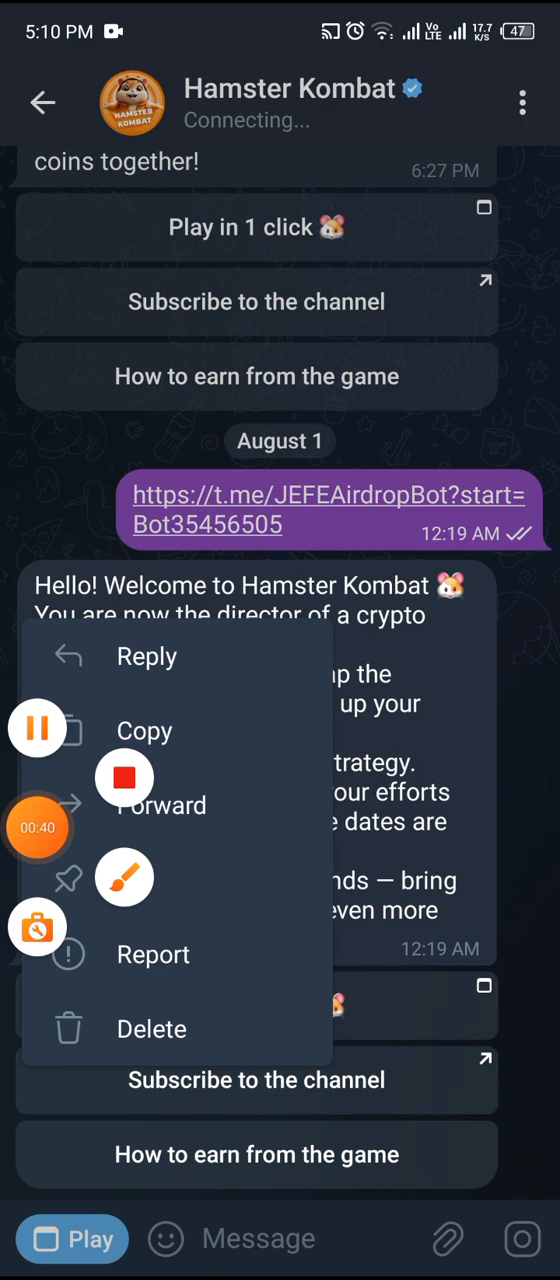 5:10 PM
Vo
LTE
17.7
K/S
47
Hamster Kombat
Connecting...
HAMSTER
KOMBAT
coins together!
6:27 PM
Play in 1 click 🐹
Subscribe to the channel
How to earn from the game
August 1
https://t.me/JEFEAirdropBot?start=
Bot35456505
12:19 AM
Hello! Welcome to Hamster Kombat 🐹
You are now the director of a crypto
Reply
the
up your
Copy
trategy.
Forward
our efforts
00:40
dates are
nds — bring
even more
Report
12:19 AM
Delete
Subscribe to the channel
How to earn from the game
Play
Message